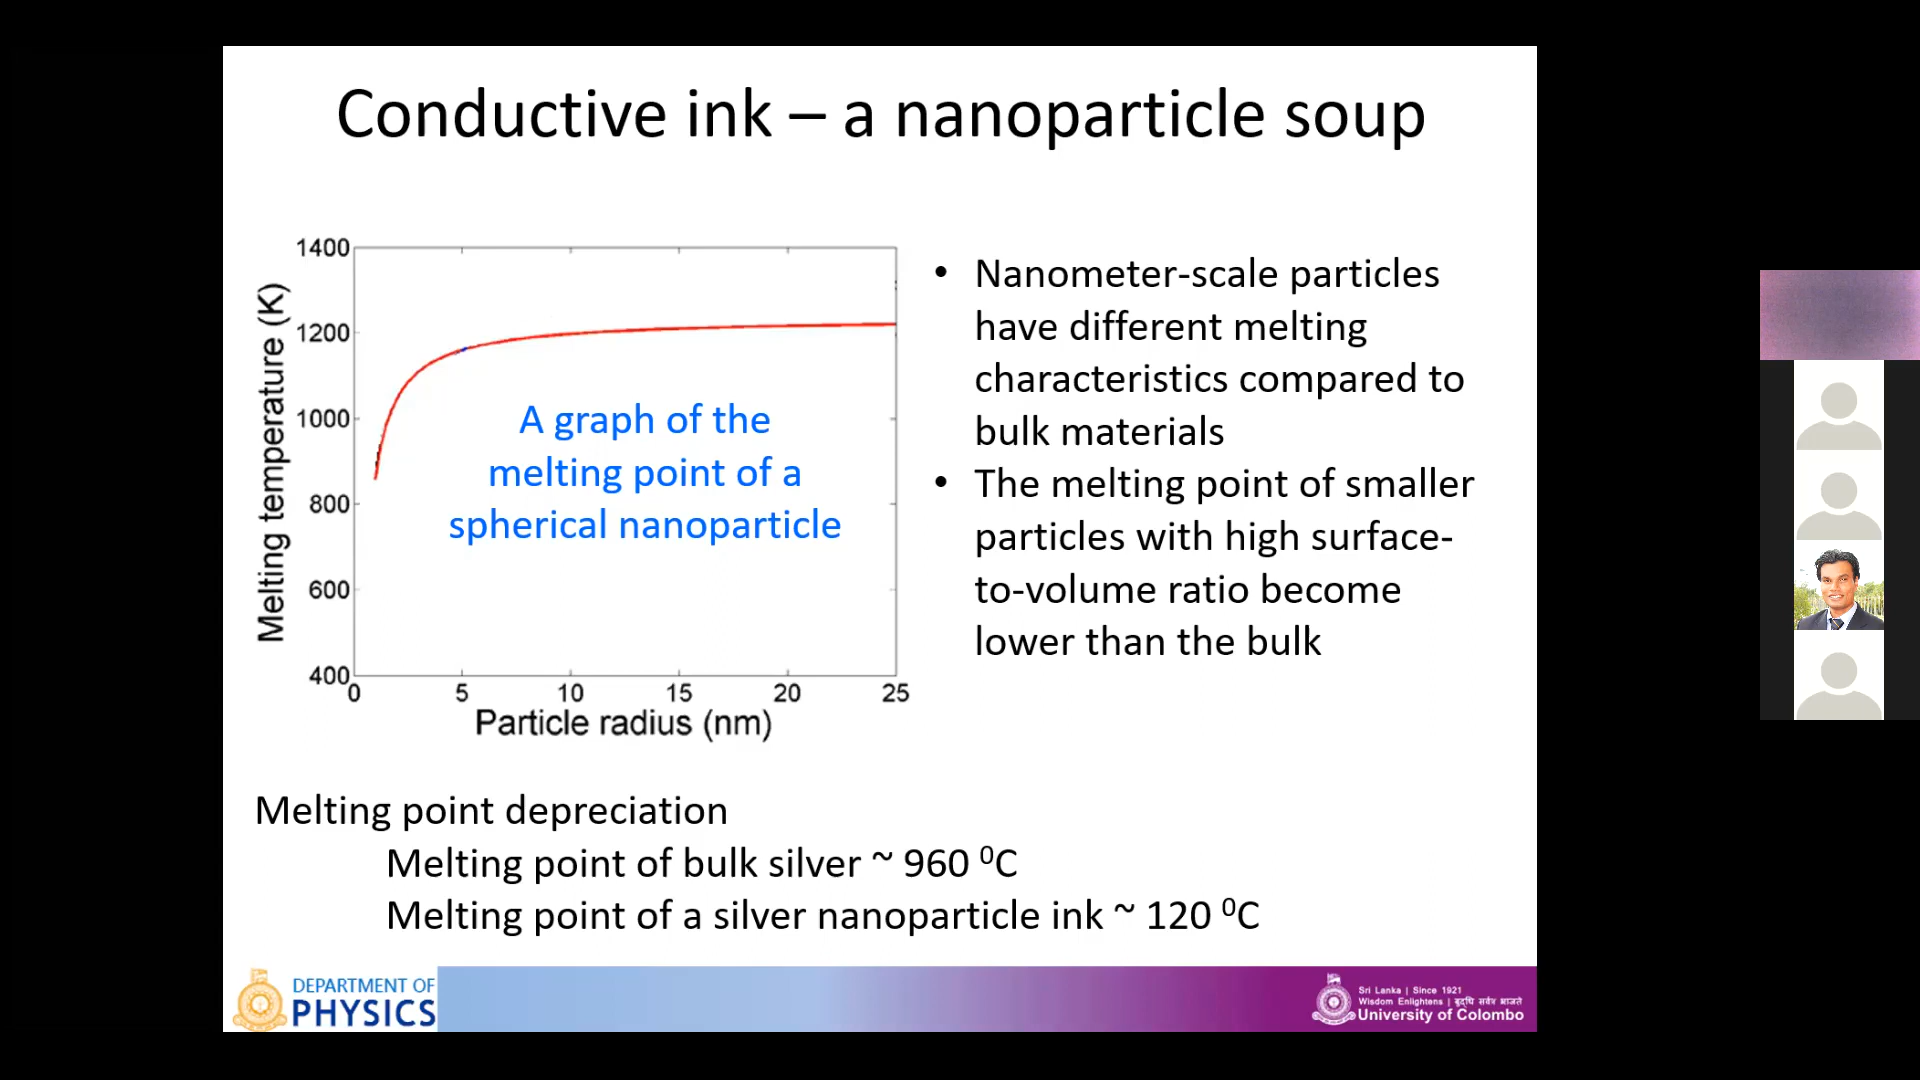 Conductive ink – a nanoparticle soup
1400
1200
1000
800
600
400
Melting temperature (K)
0 5 10 15 20 25
Particle radius (nm)
A graph of the
melting point of a
spherical nanoparticle
• Nanometer-scale particles
have different melting
characteristics compared to
bulk materials
• The melting point of smaller
particles with high surface-
to-volume ratio become
lower than the bulk
Melting point depreciation
Melting point of bulk silver ~ 960 ⁰C
Melting point of a silver nanoparticle ink ~ 120 ⁰C
DEPARTMENT OF
PHYSICS
Sri Lanka | Since 1921
Wisdom Enlightens | बुद्धि सर्वत्र भ्राजते
University of Colombo